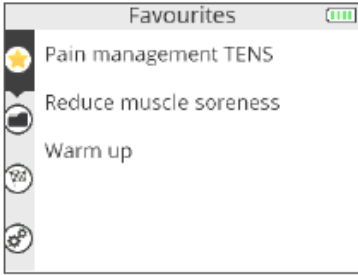 Favourites
Pain management TENS
Reduce muscle soreness
Warm up